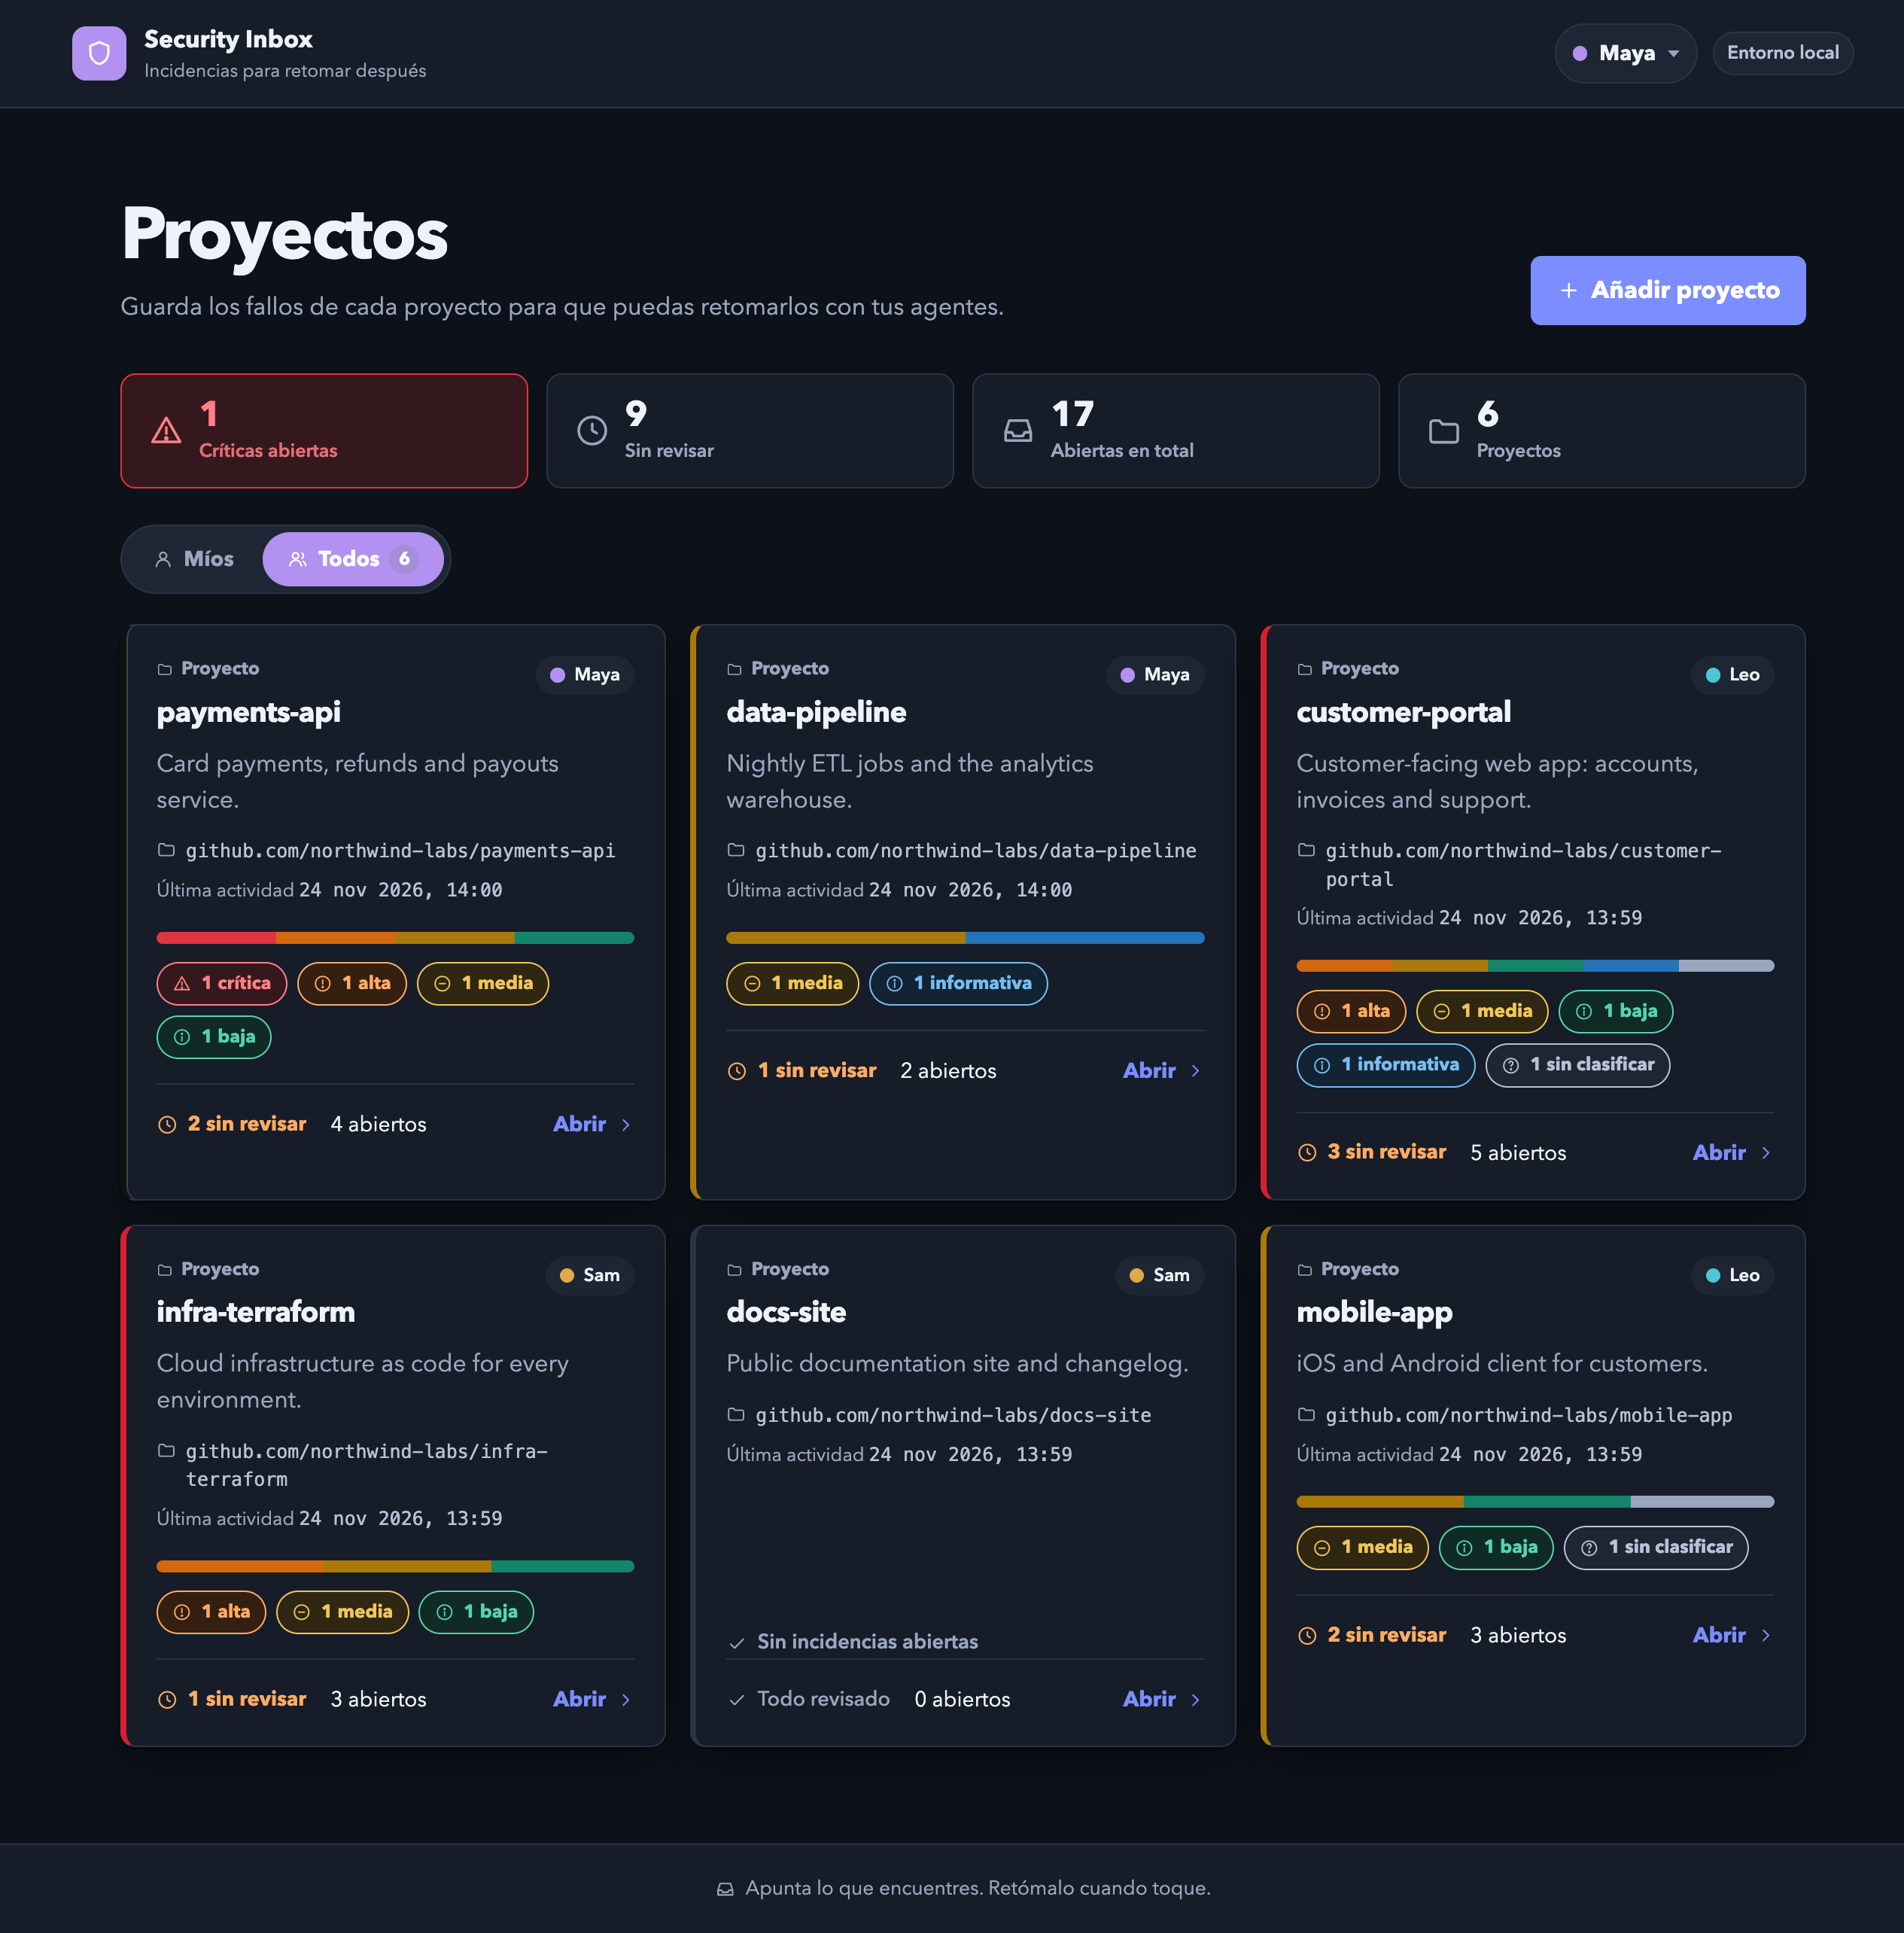 Security Inbox
Incidencias para retomar después
Maya
Entorno local
Proyectos
Guarda los fallos de cada proyecto para que puedas retomarlos con tus agentes.
+ Añadir proyecto
1
Críticas abiertas
9
Sin revisar
17
Abiertas en total
6
Proyectos
Míos
Todos 6
Proyecto
Maya
payments-api
Card payments, refunds and payouts
service.
github.com/northwind-labs/payments-api
Última actividad 24 nov 2026, 14:00
1 crítica
1 alta
1 media
1 baja
2 sin revisar
4 abiertos
Abrir
Proyecto
Maya
data-pipeline
Nightly ETL jobs and the analytics
warehouse.
github.com/northwind-labs/data-pipeline
Última actividad 24 nov 2026, 14:00
1 media
1 informativa
1 sin revisar
2 abiertos
Abrir
Proyecto
Leo
customer-portal
Customer-facing web app: accounts,
invoices and support.
github.com/northwind-labs/customer-
portal
Última actividad 24 nov 2026, 13:59
1 alta
1 media
1 baja
1 informativa
1 sin clasificar
3 sin revisar
5 abiertos
Abrir
Proyecto
Sam
infra-terraform
Cloud infrastructure as code for every
environment.
github.com/northwind-labs/infra-
terraform
Última actividad 24 nov 2026, 13:59
1 alta
1 media
1 baja
1 sin revisar
3 abiertos
Abrir
Proyecto
Sam
docs-site
Public documentation site and changelog.
github.com/northwind-labs/docs-site
Última actividad 24 nov 2026, 13:59
Sin incidencias abiertas
Todo revisado
0 abiertos
Abrir
Proyecto
Leo
mobile-app
iOS and Android client for customers.
github.com/northwind-labs/mobile-app
Última actividad 24 nov 2026, 13:59
1 media
1 baja
1 sin clasificar
2 sin revisar
3 abiertos
Abrir
Apunta lo que encuentres. Retómalo cuando toque.